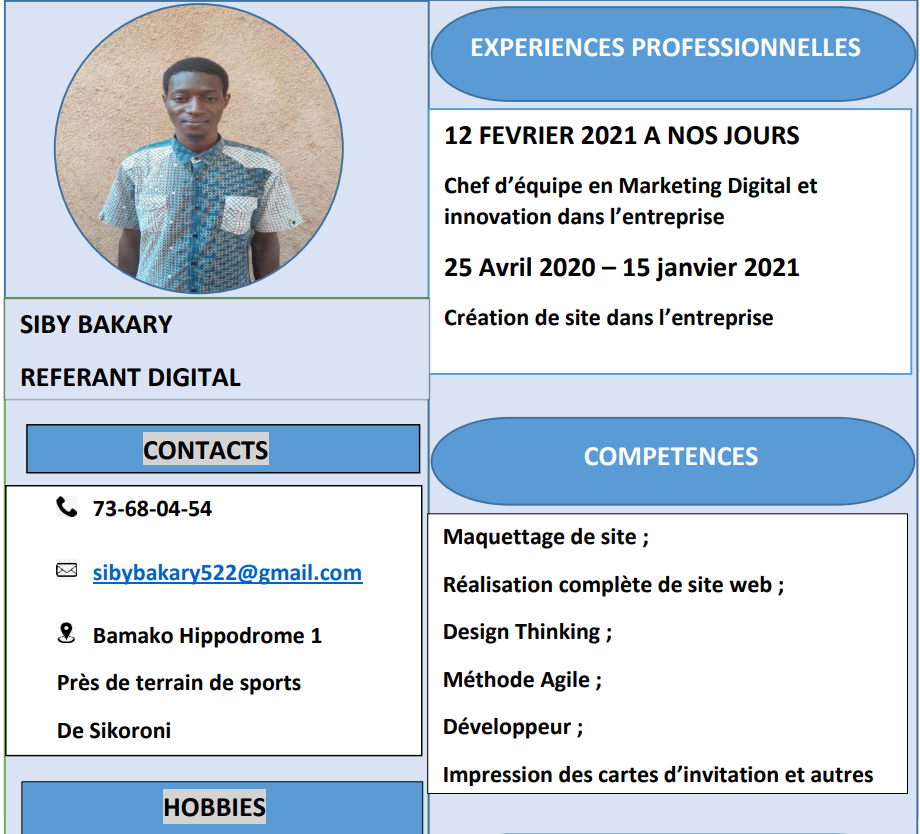 SIBY BAKARY
REFERANT DIGITAL
CONTACTS
73-68-04-54
sibybakary522@gmail.com
Bamako Hippodrome 1
Près de terrain de sports
De Sikoroni
HOBBIES
EXPERIENCES PROFESSIONNELLES
12 FEVRIER 2021 A NOS JOURS
Chef d’équipe en Marketing Digital et
innovation dans l’entreprise
25 Avril 2020 – 15 janvier 2021
Création de site dans l’entreprise
COMPETENCES
Maquettage de site ;
Réalisation complète de site web ;
Design Thinking ;
Méthode Agile ;
Développeur ;
Impression des cartes d’invitation et autres